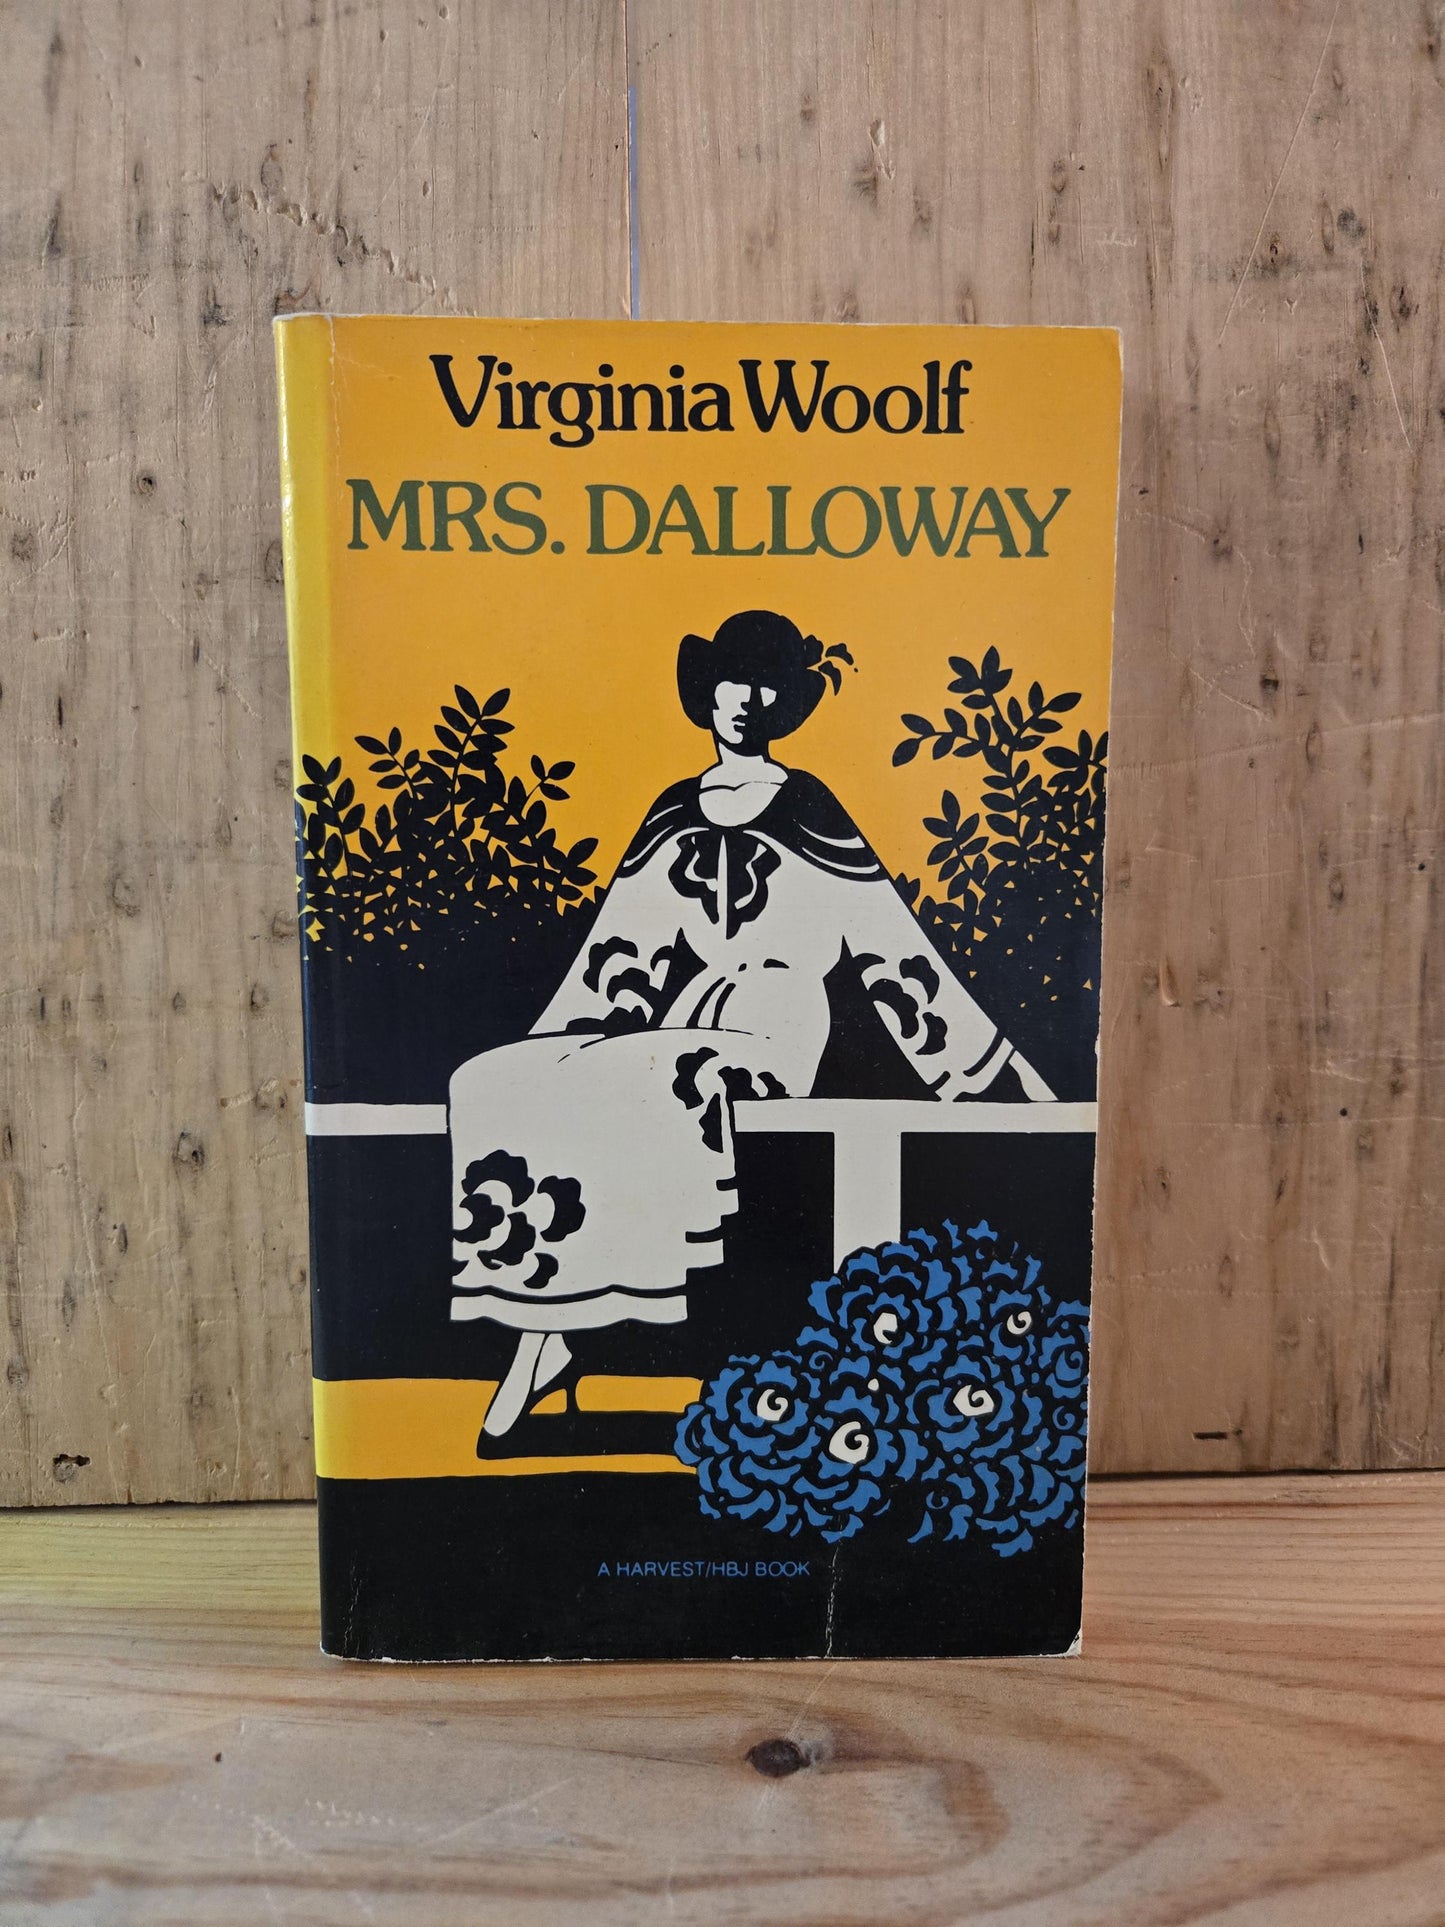 Virginia Woolf
MRS. DALLOWAY
A HARVEST/HBJ BOOK